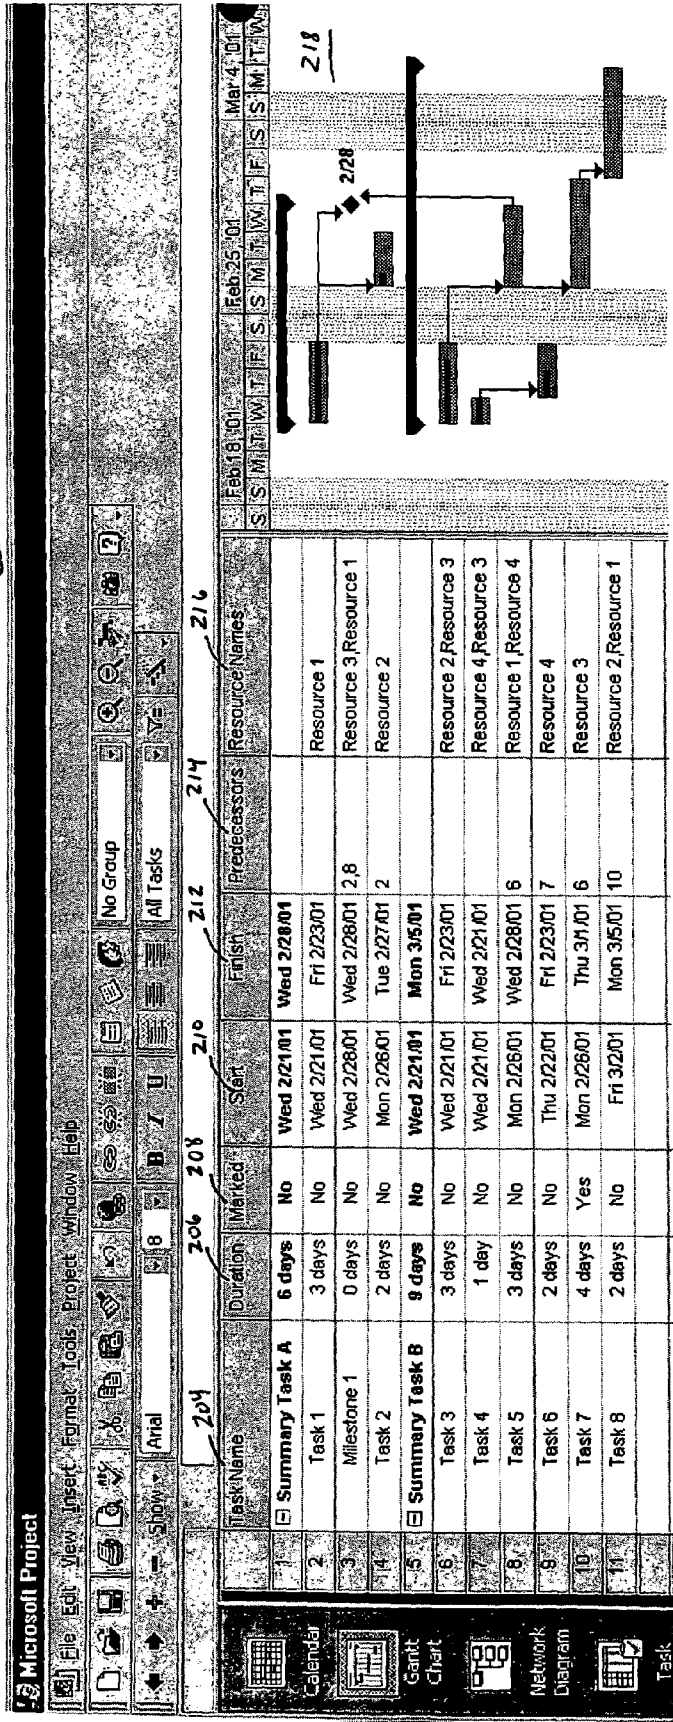 Microsoft Project
File Edit View Insert Format Tools Project Window Help
No Group
Show Arial 8 B I U All Tasks
204 206 208 210 212 214 216
Task Name Duration Marked Start Finish Predecessors Resource Names
Feb 18, '01 Feb 25, '01 Mar 4, '01
S S M T W T F S S M T W T F S S M T W
1 Summary Task A 6 days No Wed 2/21/01 Wed 2/28/01
2 Task 1 3 days No Wed 2/21/01 Fri 2/23/01 Resource 1
3 Milestone 1 0 days No Wed 2/28/01 Wed 2/28/01 2,8 Resource 3,Resource 1
4 Task 2 2 days No Mon 2/26/01 Tue 2/27/01 2 Resource 2
5 Summary Task B 9 days No Wed 2/21/01 Mon 3/5/01
6 Task 3 3 days No Wed 2/21/01 Fri 2/23/01 Resource 2,Resource 3
7 Task 4 1 day No Wed 2/21/01 Wed 2/21/01 Resource 4,Resource 3
8 Task 5 3 days No Mon 2/26/01 Wed 2/28/01 6 Resource 1,Resource 4
9 Task 6 2 days No Thu 2/22/01 Fri 2/23/01 7 Resource 4
10 Task 7 4 days Yes Mon 2/26/01 Thu 3/1/01 6 Resource 3
11 Task 8 2 days No Fri 3/2/01 Mon 3/5/01 10 Resource 2,Resource 1
218
2/28
Calendar
Gantt
Chart
Network
Diagram
Task